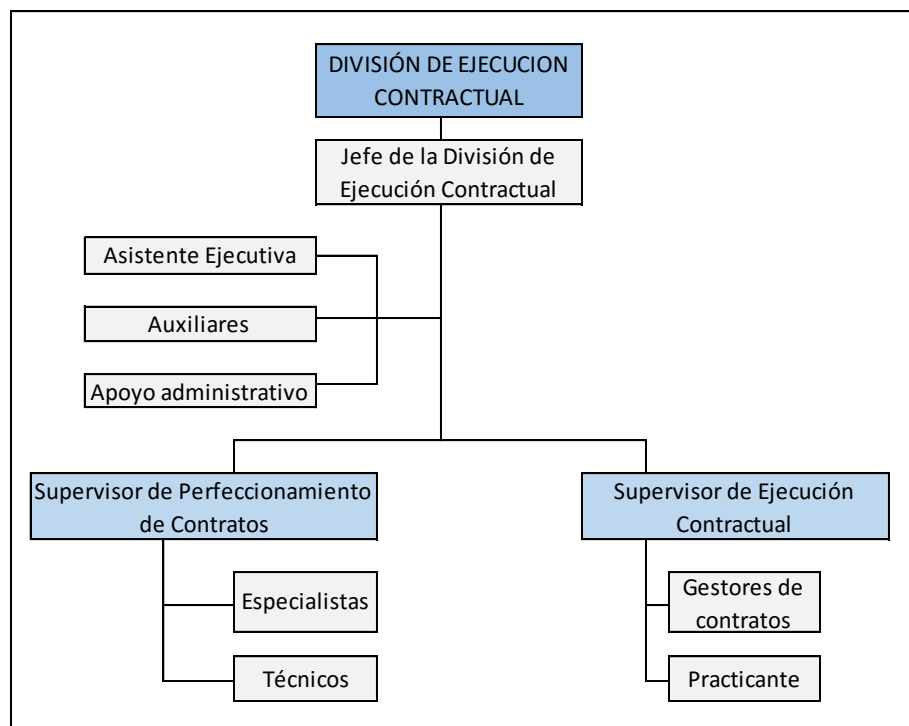 DIVISIÓN DE EJECUCION
CONTRACTUAL
Jefe de la División de
Ejecución Contractual
Asistente Ejecutiva
Auxiliares
Apoyo administrativo
Supervisor de Perfeccionamiento
de Contratos
Especialistas
Técnicos
Supervisor de Ejecución
Contractual
Gestores de
contratos
Practicante